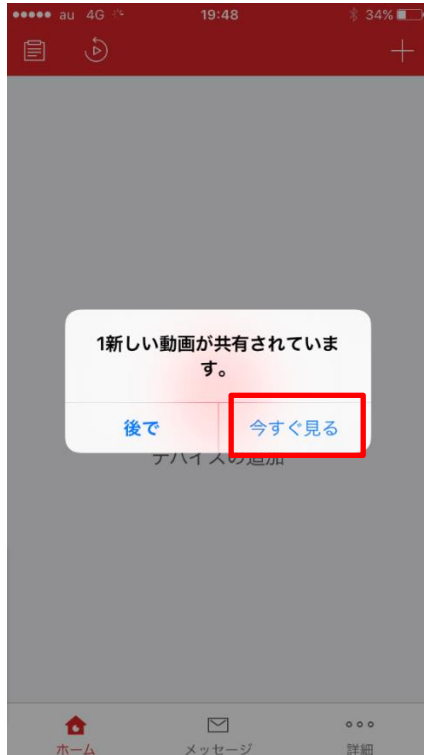 au 4G 19:48 34%
1新しい動画が共有されていま
す。
後で 今すぐ見る
デバイスの追加
ホーム メッセージ 詳細